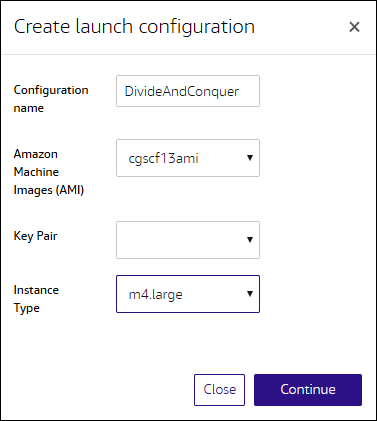 Create launch configuration ×
Configuration
name
DivideAndConquer
Amazon
Machine
Images (AMI)
cgscf13ami
Key Pair
Instance
Type
m4.large
Close Continue